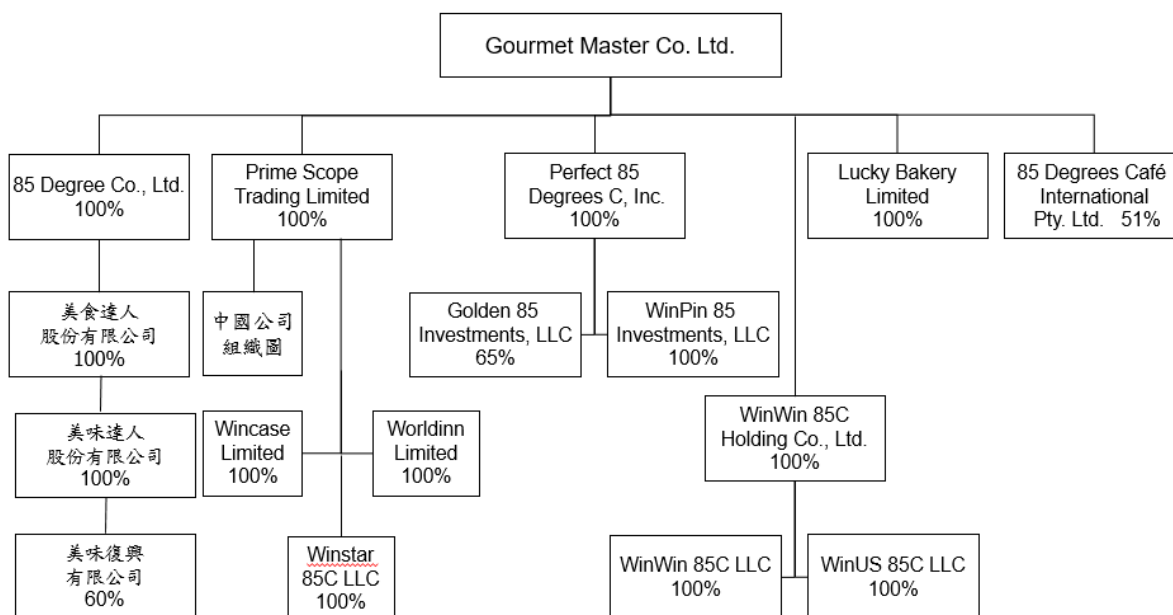 Gourmet Master Co. Ltd.
85 Degree Co., Ltd.
100%
Prime Scope
Trading Limited
100%
Perfect 85
Degrees C, Inc.
100%
Lucky Bakery
Limited
100%
85 Degrees Café
International
Pty. Ltd. 51%
美食達人
股份有限公司
100%
中國公司
組織圖
Golden 85
Investments, LLC
65%
WinPin 85
Investments, LLC
100%
美味達人
股份有限公司
100%
Wincase
Limited
100%
Worldinn
Limited
100%
WinWin 85C
Holding Co., Ltd.
100%
美味復興
有限公司
60%
Winstar
85C LLC
100%
WinWin 85C LLC
100%
WinUS 85C LLC
100%